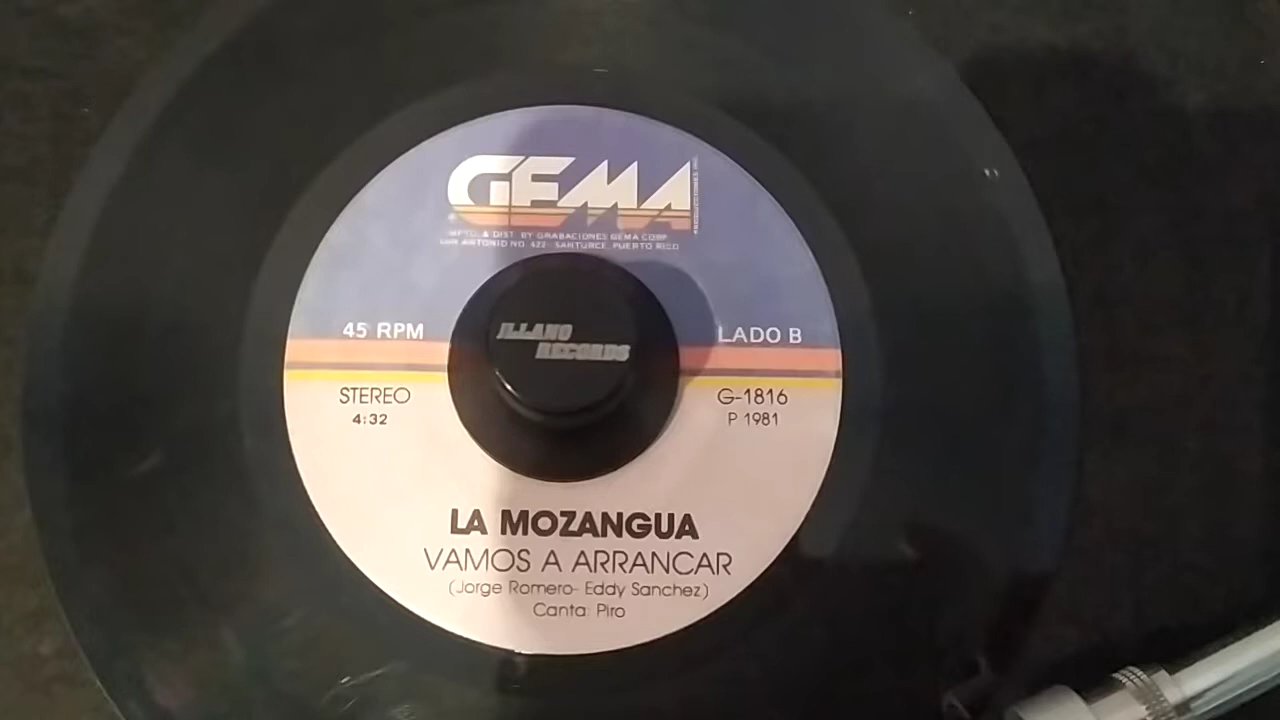 GEMA
MFTD. & DIST. BY GRABACIONES GEMA CORP.
SAN ANTONIO NO. 422 SANTURCE, PUERTO RICO
45 RPM
LADO B
ILLANO
RECORDS
STEREO
G-1816
4:32
P 1981
LA MOZANGUA
VAMOS A ARRANCAR
(Jorge Romero- Eddy Sanchez)
Canta: Piro